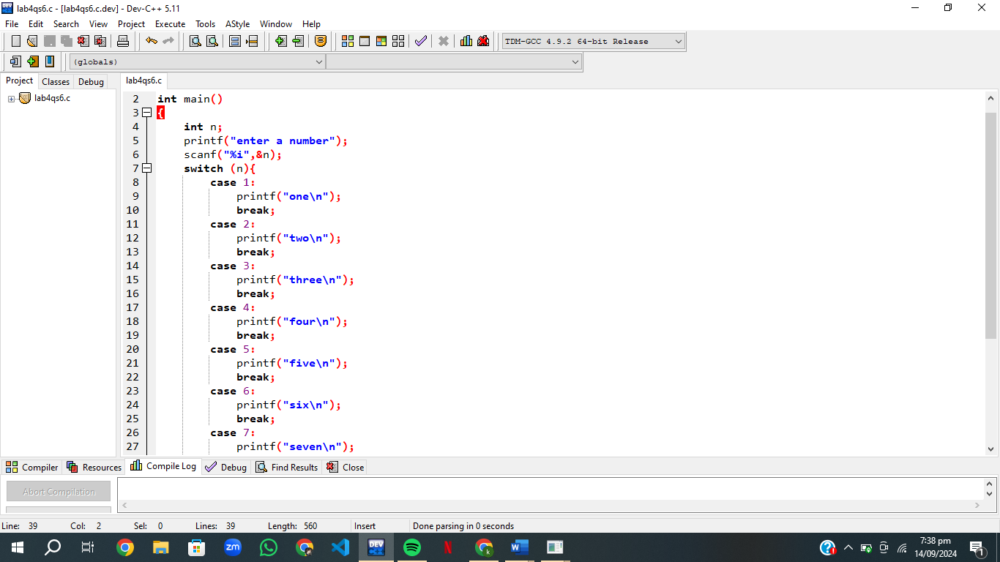 lab4qs6.c - [lab4qs6.c.dev] - Dev-C++ 5.11
File Edit Search View Project Execute Tools AStyle Window Help
TDM-GCC 4.9.2 64-bit Release
(globals)
Project Classes Debug
lab4qs6.c
lab4qs6.c
2 int main()
3 {
4 int n;
5 printf("enter a number");
6 scanf("%i",&n);
7 switch (n){
8 case 1:
9 printf("one\n");
10 break;
11 case 2:
12 printf("two\n");
13 break;
14 case 3:
15 printf("three\n");
16 break;
17 case 4:
18 printf("four\n");
19 break;
20 case 5:
21 printf("five\n");
22 break;
23 case 6:
24 printf("six\n");
25 break;
26 case 7:
27 printf("seven\n");
Compiler Resources Compile Log Debug Find Results Close
Abort Compilation
Line: 39 Col: 2 Sel: 0 Lines: 39 Length: 560 Insert Done parsing in 0 seconds
zm
DEV
k
7:38 pm
14/09/2024
1